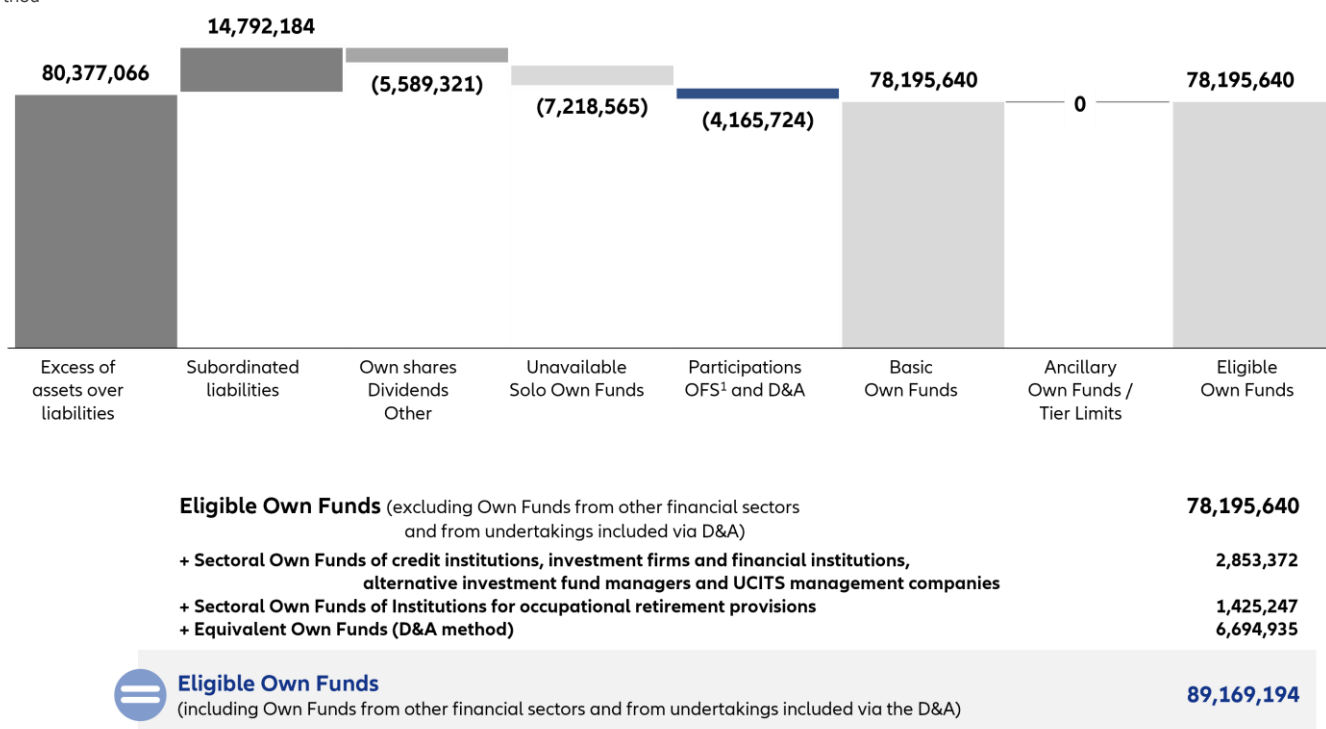 14,792,184
80,377,066
(5,589,321)
(7,218,565)
(4,165,724)
78,195,640
0
78,195,640
Excess of
assets over
liabilities
Subordinated
liabilities
Own shares
Dividends
Other
Unavailable
Solo Own Funds
Participations
OFS¹ and D&A
Basic
Own Funds
Ancillary
Own Funds /
Tier Limits
Eligible
Own Funds
Eligible Own Funds (excluding Own Funds from other financial sectors 78,195,640
and from undertakings included via D&A)
+ Sectoral Own Funds of credit institutions, investment firms and financial institutions, 2,853,372
alternative investment fund managers and UCITS management companies
+ Sectoral Own Funds of Institutions for occupational retirement provisions 1,425,247
+ Equivalent Own Funds (D&A method) 6,694,935
Eligible Own Funds 89,169,194
(including Own Funds from other financial sectors and from undertakings included via the D&A)